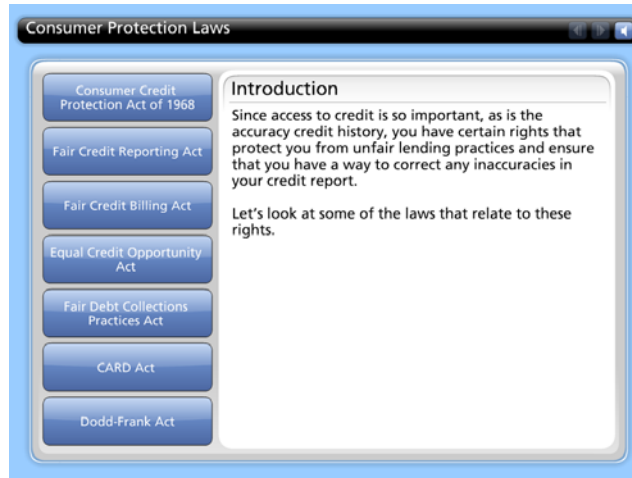 Consumer Protection Laws
Consumer Credit
Protection Act of 1968
Fair Credit Reporting Act
Fair Credit Billing Act
Equal Credit Opportunity
Act
Fair Debt Collections
Practices Act
CARD Act
Dodd-Frank Act
Introduction
Since access to credit is so important, as is the
accuracy credit history, you have certain rights that
protect you from unfair lending practices and ensure
that you have a way to correct any inaccuracies in
your credit report.
Let's look at some of the laws that relate to these
rights.